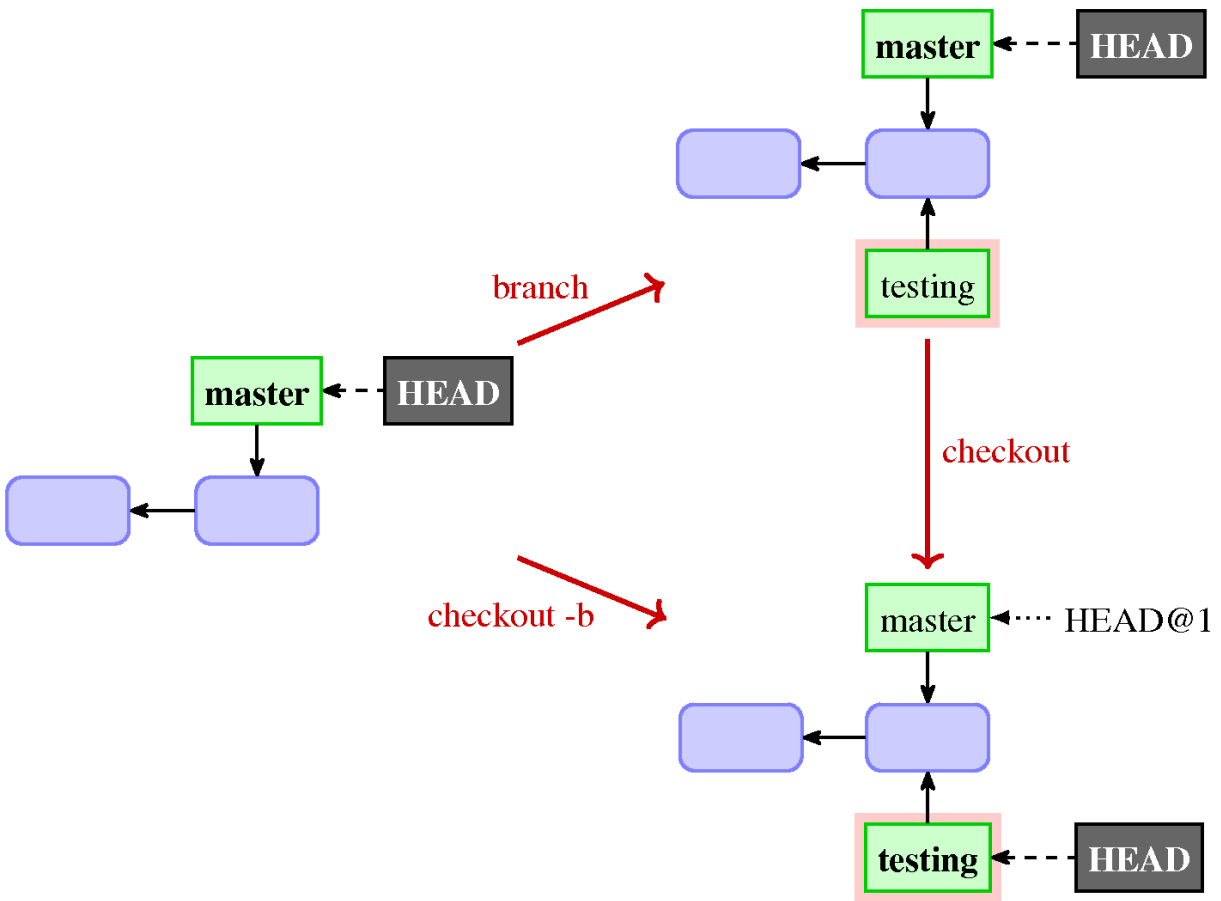 master HEAD
testing
branch
master HEAD
checkout
checkout -b
master HEAD@1
testing HEAD